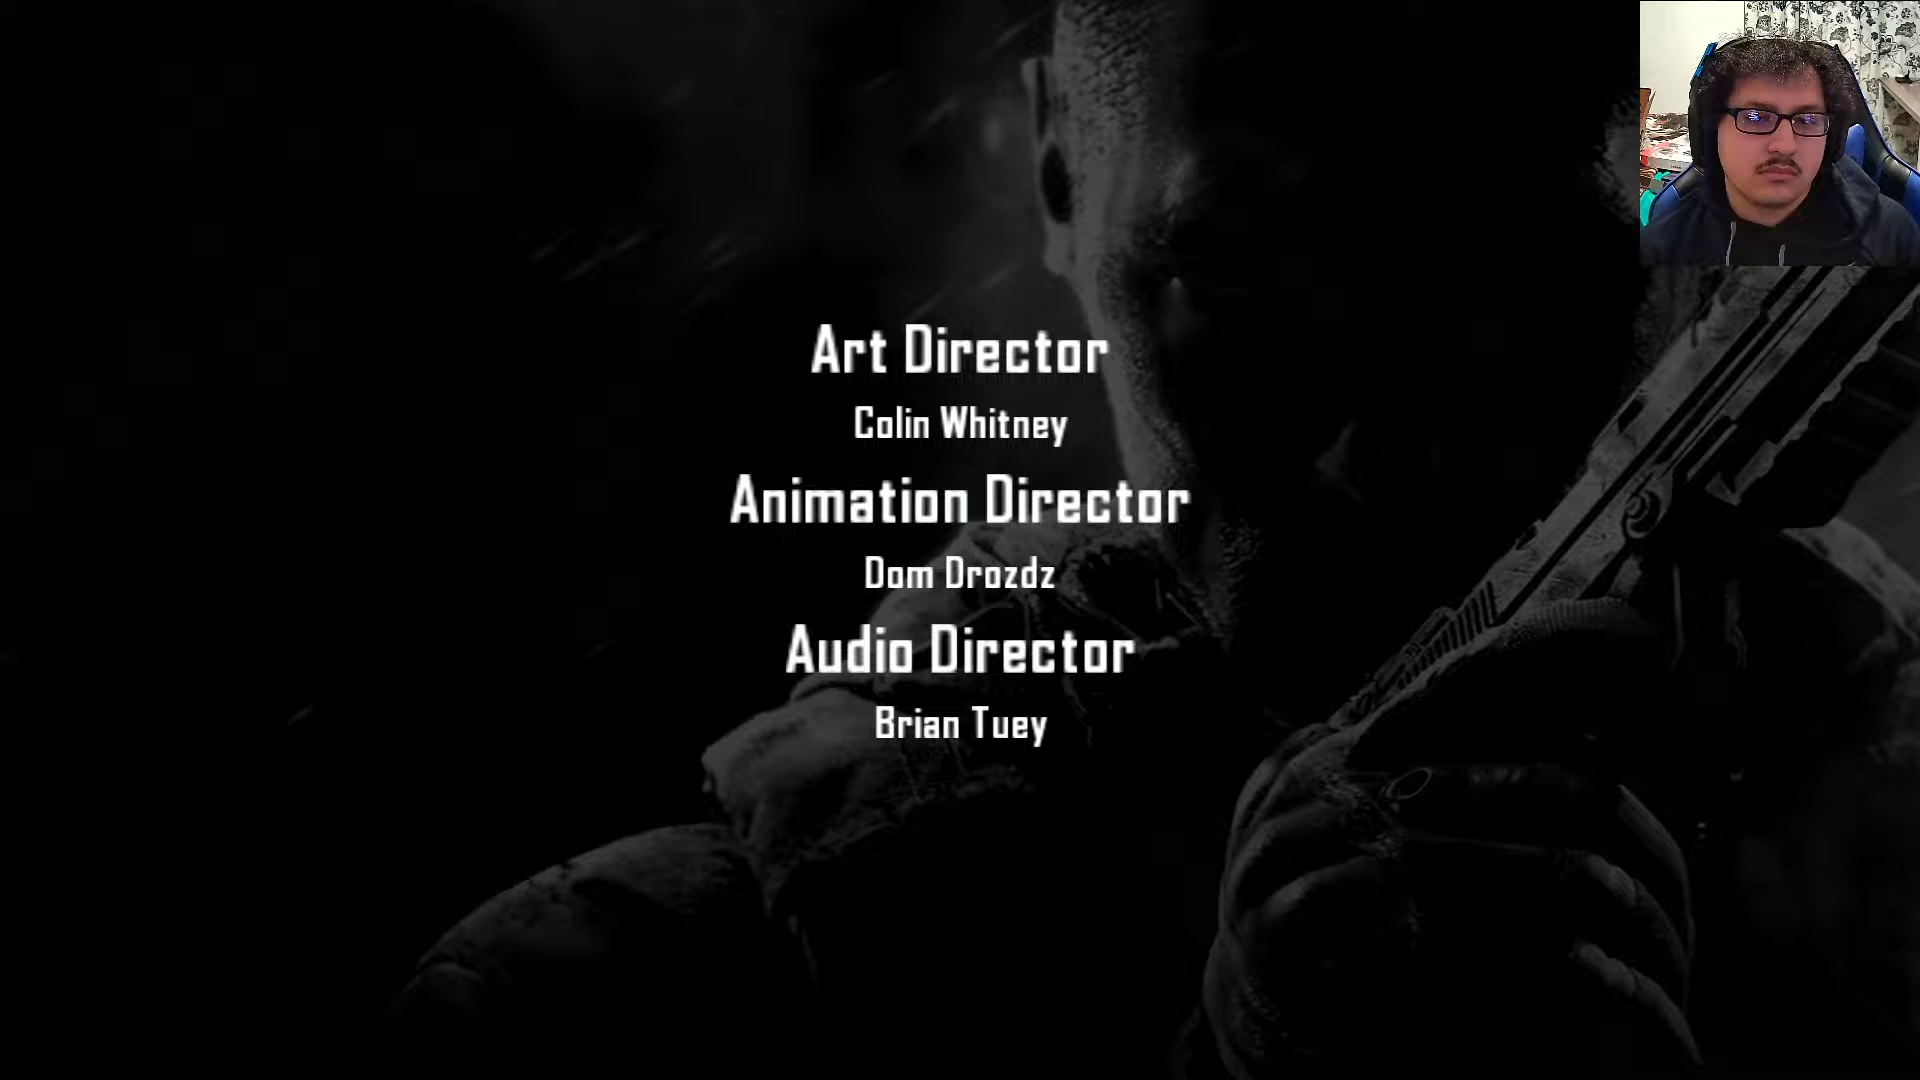 Art Director
Colin Whitney
Animation Director
Dom Drozdz
Audio Director
Brian Tuey